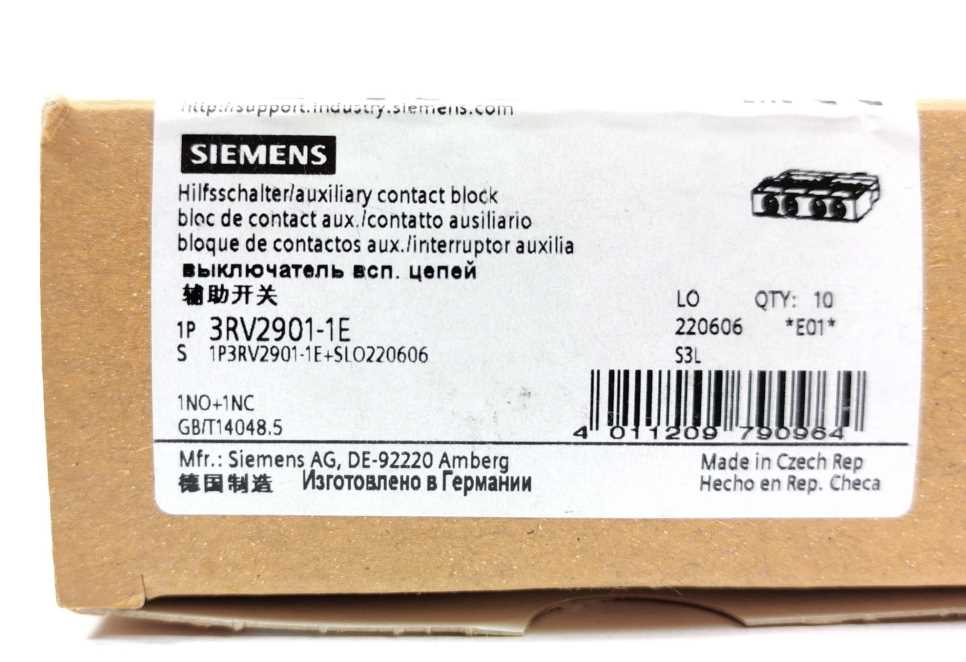 http://support.industry.siemens.com
SIEMENS
Hilfsschalter/auxiliary contact block
bloc de contact aux./contatto ausiliario
bloque de contactos aux./interruptor auxilia
выключатель всп. цепей
辅助开关
LO QTY: 10
1P 3RV2901-1E
220606 *E01*
S 1P3RV2901-1E+SLO220606
S3L
1NO+1NC
GB/T14048.5
4 011209 790964
Mfr.: Siemens AG, DE-92220 Amberg
Made in Czech Rep
德国制造 Изготовлено в Германии
Hecho en Rep. Checa